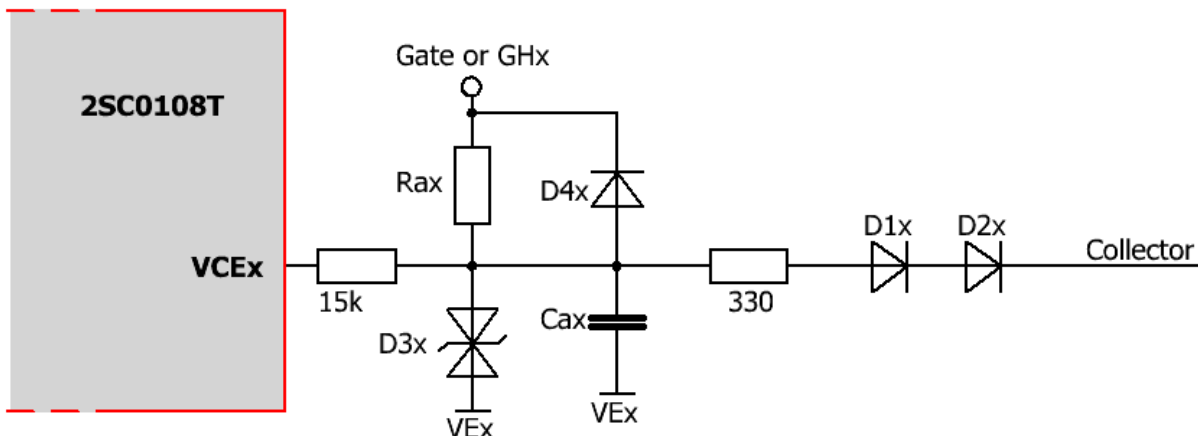 Gate or GHx
2SC0108T
Rax
D4x
D1x
D2x
Collector
VCEx
15k
330
D3x
Cax
VEx
VEx